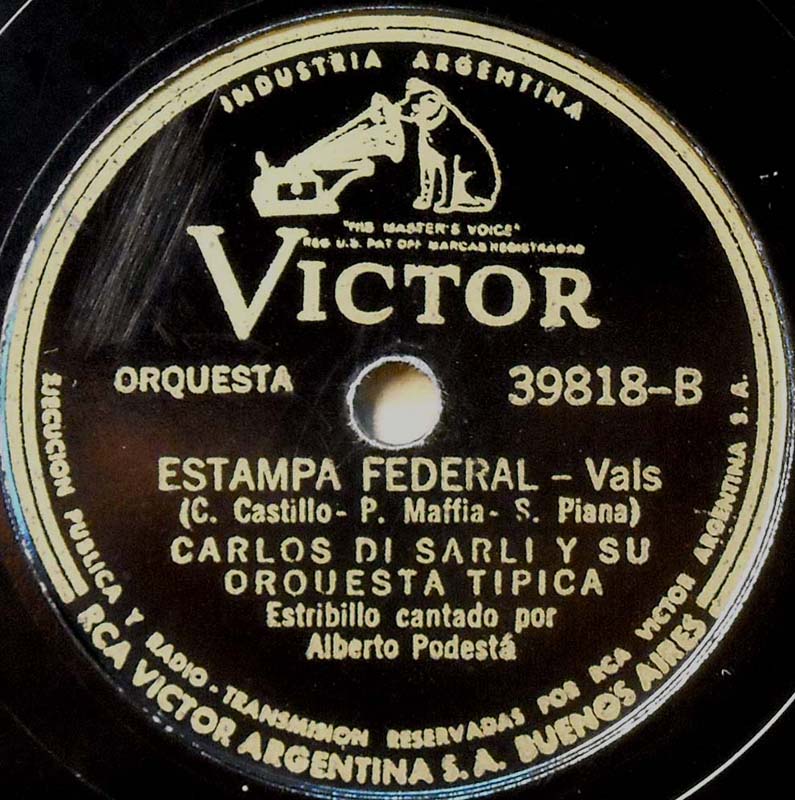 INDUSTRIA ARGENTINA
"HIS MASTER'S VOICE"
REG U.S. PAT OFF MARCAS REGISTRADAS
VICTOR
ORQUESTA
39818-B
ESTAMPA FEDERAL - Vals
(C. Castillo- P. Maffia- S. Piana)
CARLOS DI SARLI Y SU
ORQUESTA TIPICA
Estribillo cantado por
Alberto Podestá
EJECUCION PUBLICA Y RADIO-TRANSMISION RESERVADAS POR RCA VICTOR ARGENTINA S.A.
RCA VICTOR ARGENTINA S.A. BUENOS AIRES